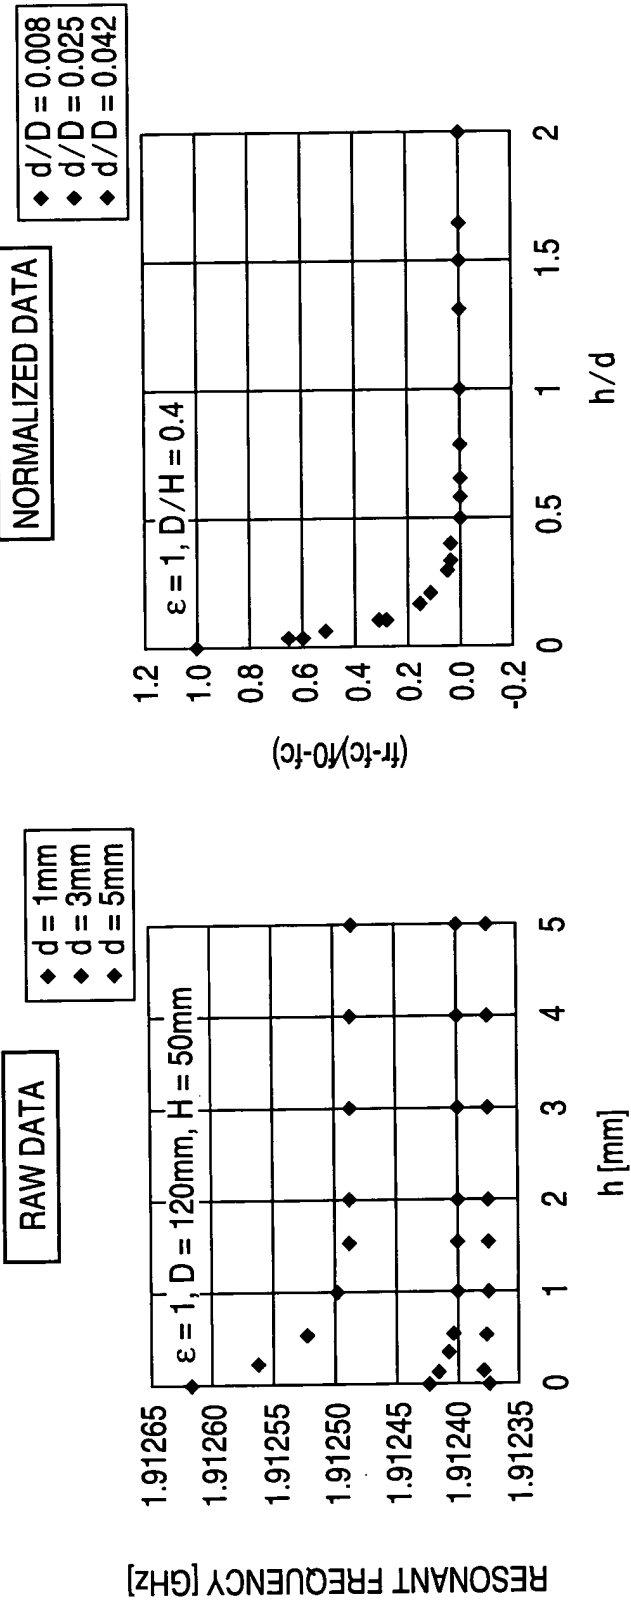 RAW DATA
d = 1mm
d = 3mm
d = 5mm
ε = 1, D = 120mm, H = 50mm
1.91265
1.91260
1.91255
1.91250
1.91245
1.91240
1.91235
RESONANT FREQUENCY [GHz]
0
1
2
3
4
5
h [mm]
NORMALIZED DATA
d/D = 0.008
d/D = 0.025
d/D = 0.042
ε = 1, D/H = 0.4
1.2
1.0
0.8
0.6
0.4
0.2
0.0
-0.2
(fr-fc)/f0-fc)
0
0.5
1
1.5
2
h/d